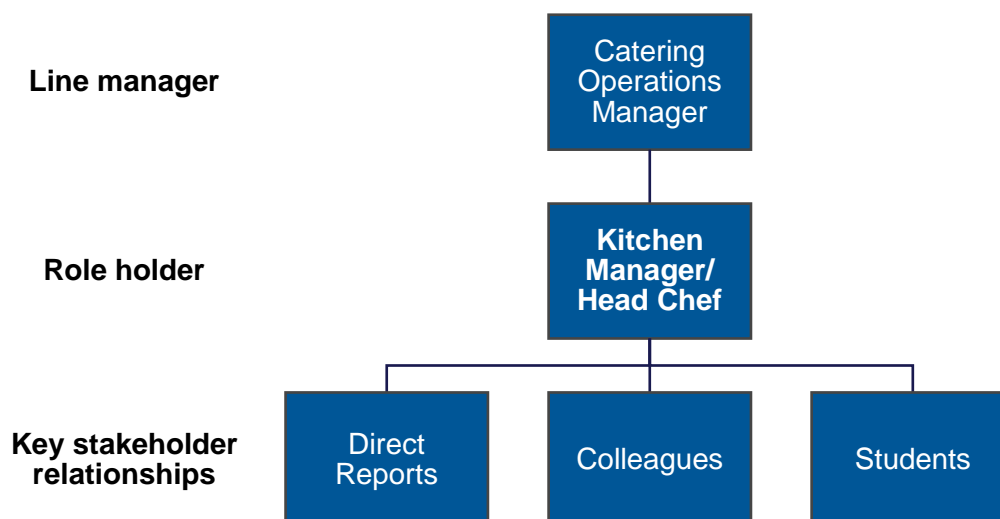 Line manager
Catering
Operations
Manager
Role holder
Kitchen
Manager/
Head Chef
Key stakeholder
relationships
Direct
Reports
Colleagues
Students